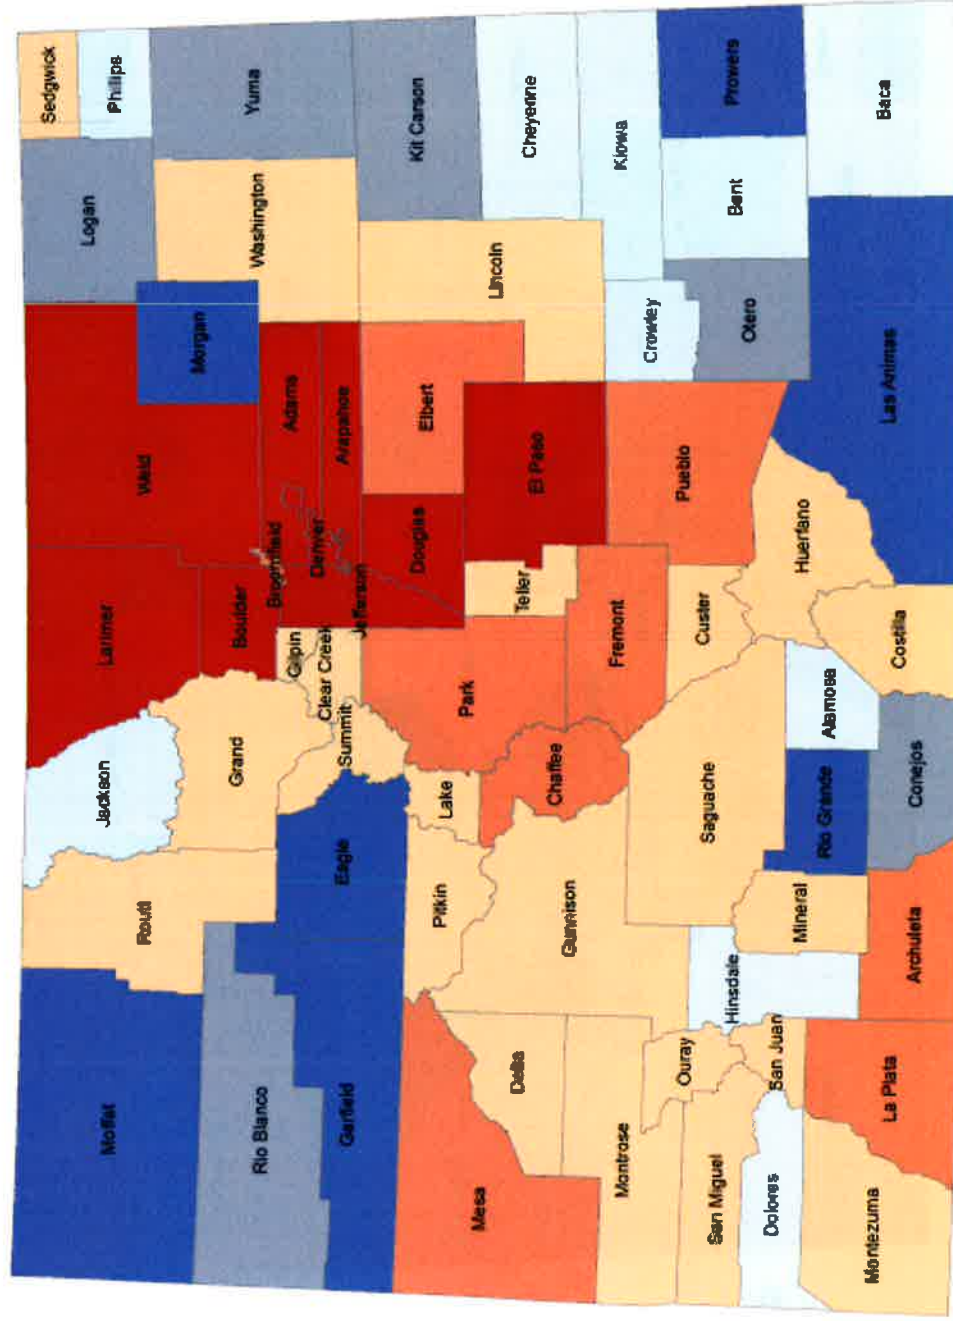 Moffat
Routt
Jackson
Larimer
Weld
Logan
Sedgwick
Phillips
Rio Blanco
Grand
Boulder
Morgan
Washington
Yuma
Garfield
Eagle
Summit
Clear Creek
Gilpin
Broomfield
Jefferson
Denver
Adams
Arapahoe
Mesa
Pitkin
Lake
Park
Douglas
Elbert
Lincoln
Kit Carson
Delta
Gunnison
Chaffee
Teller
El Paso
Cheyenne
Montrose
Fremont
Crowley
Kiowa
Ouray
Saguache
Custer
Pueblo
Otero
Bent
Prowers
San Miguel
Hinsdale
San Juan
Dolores
Mineral
Rio Grande
Alamosa
Huerfano
Montezuma
La Plata
Archuleta
Conejos
Costilla
Las Animas
Baca